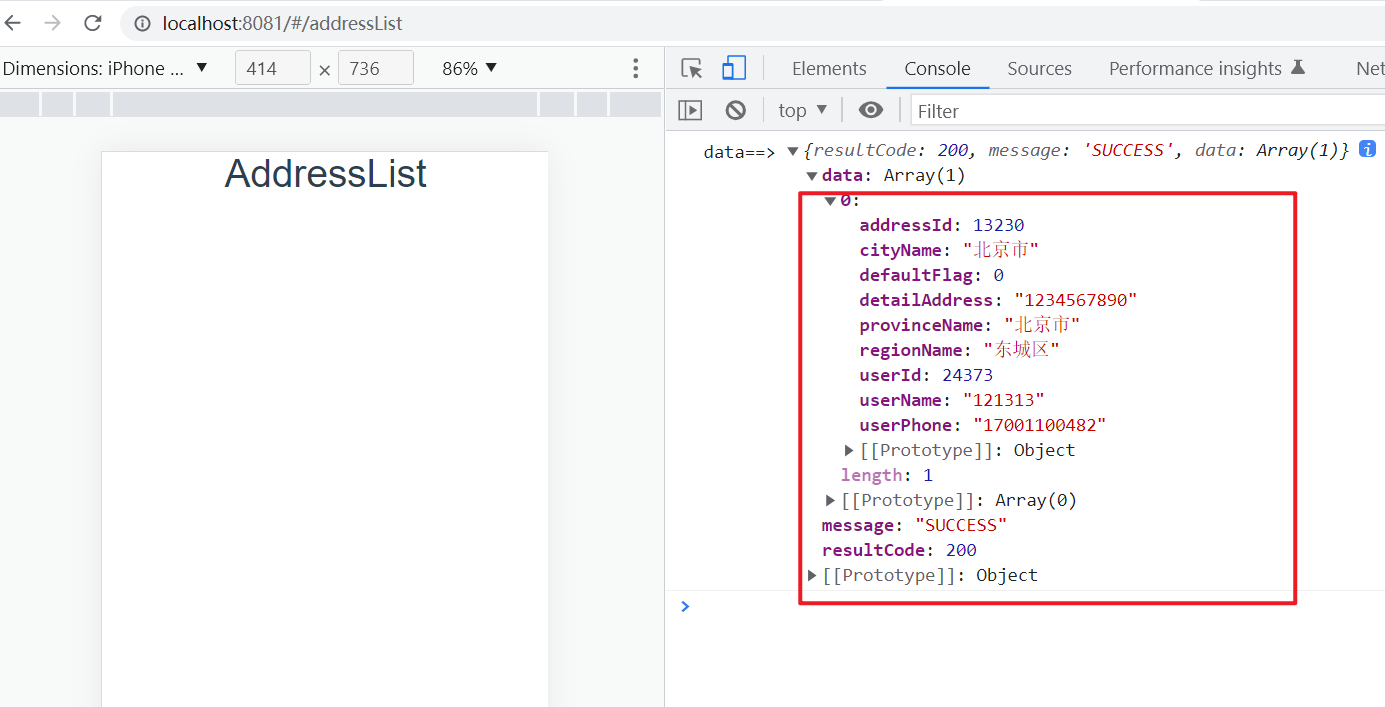 localhost:8081/#/addressList
Dimensions: iPhone ... ▼ 414 × 736 86% ▼
Elements Console Sources Performance insights Net
top ▼ Filter
AddressList
data==> ▼{resultCode: 200, message: 'SUCCESS', data: Array(1)} i
▼data: Array(1)
▼0:
addressId: 13230
cityName: "北京市"
defaultFlag: 0
detailAddress: "1234567890"
provinceName: "北京市"
regionName: "东城区"
userId: 24373
userName: "121313"
userPhone: "17001100482"
▶[[Prototype]]: Object
length: 1
▶[[Prototype]]: Array(0)
message: "SUCCESS"
resultCode: 200
▶[[Prototype]]: Object